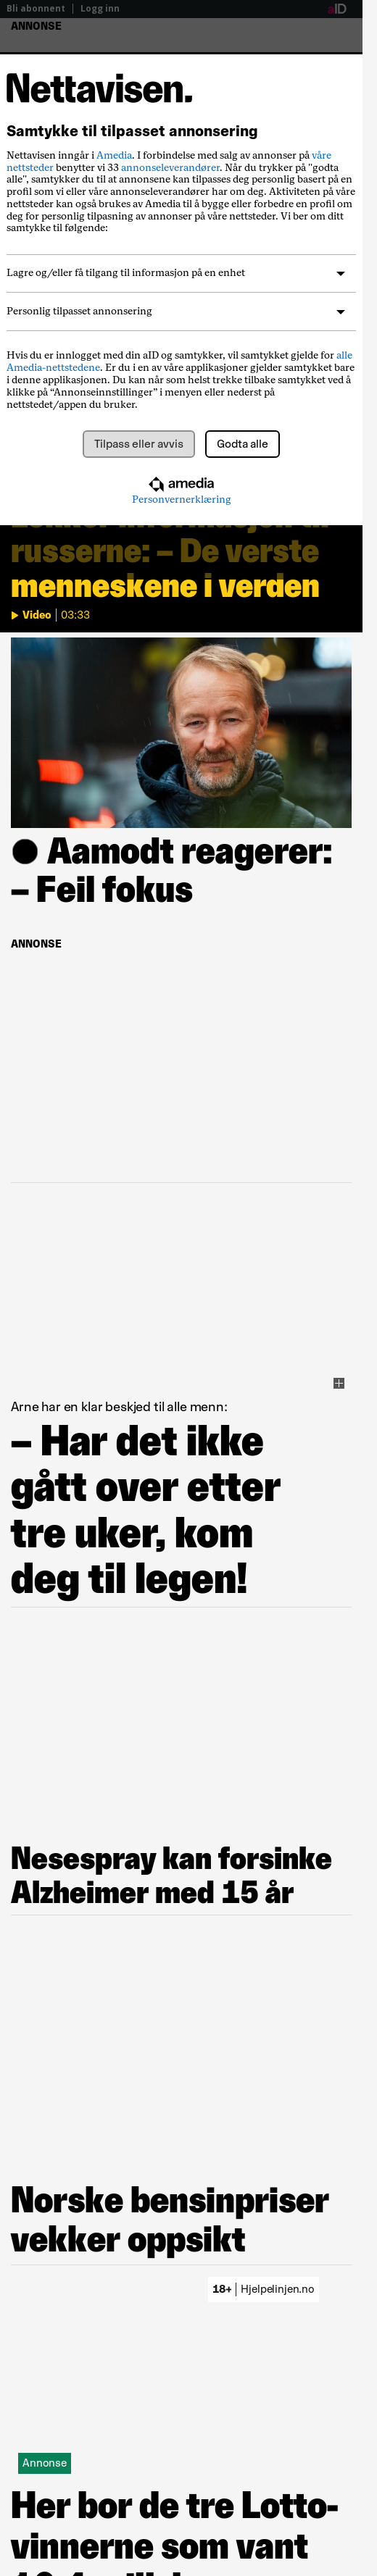 Bli abonnent | Logg inn
aID
ANNONSE
Nettavisen.
Samtykke til tilpasset annonsering
Nettavisen inngår i Amedia. I forbindelse med salg av annonser på våre
nettsteder benytter vi 33 annonseleverandører. Når du trykker på "godta
alle", samtykker du til at annonsene kan tilpasses deg personlig basert på en
profil som vi eller våre annonseleverandører har om deg. Aktiviteten på våre
nettsteder kan også brukes av Amedia til å bygge eller forbedre en profil om
deg for personlig tilpasning av annonser på våre nettsteder. Vi ber om ditt
samtykke til følgende:
Lagre og/eller få tilgang til informasjon på en enhet
Personlig tilpasset annonsering
Hvis du er innlogget med din aID og samtykker, vil samtykket gjelde for alle
Amedia-nettstedene. Er du i en av våre applikasjoner gjelder samtykket bare
i denne applikasjonen. Du kan når som helst trekke tilbake samtykket ved å
klikke på “Annonseinnstillinger” i menyen eller nederst på
nettstedet/appen du bruker.
Tilpass eller avvis
Godta alle
amedia
Personvernerklæring
russerne: – De verste
menneskene i verden
Video | 03:33
Aamodt reagerer:
– Feil fokus
ANNONSE
Arne har en klar beskjed til alle menn:
– Har det ikke
gått over etter
tre uker, kom
deg til legen!
Nesespray kan forsinke
Alzheimer med 15 år
Norske bensinpriser
vekker oppsikt
18+ | Hjelpelinjen.no
Annonse
Her bor de tre Lotto-
vinnerne som vant